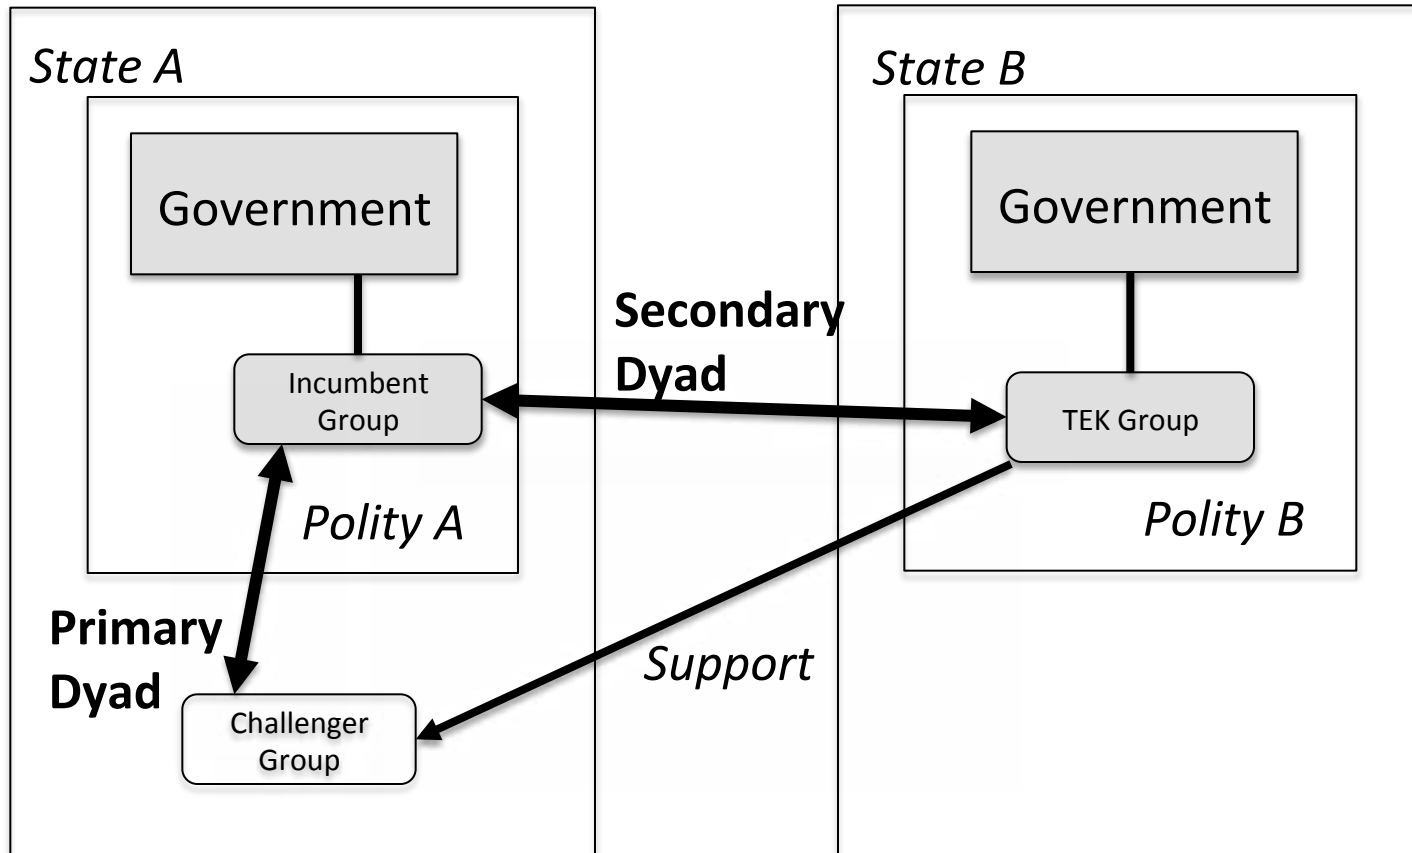 State A
Government
Incumbent
Group
Polity A
Primary
Dyad
Challenger
Group
Secondary
Dyad
Support
State B
Government
TEK Group
Polity B